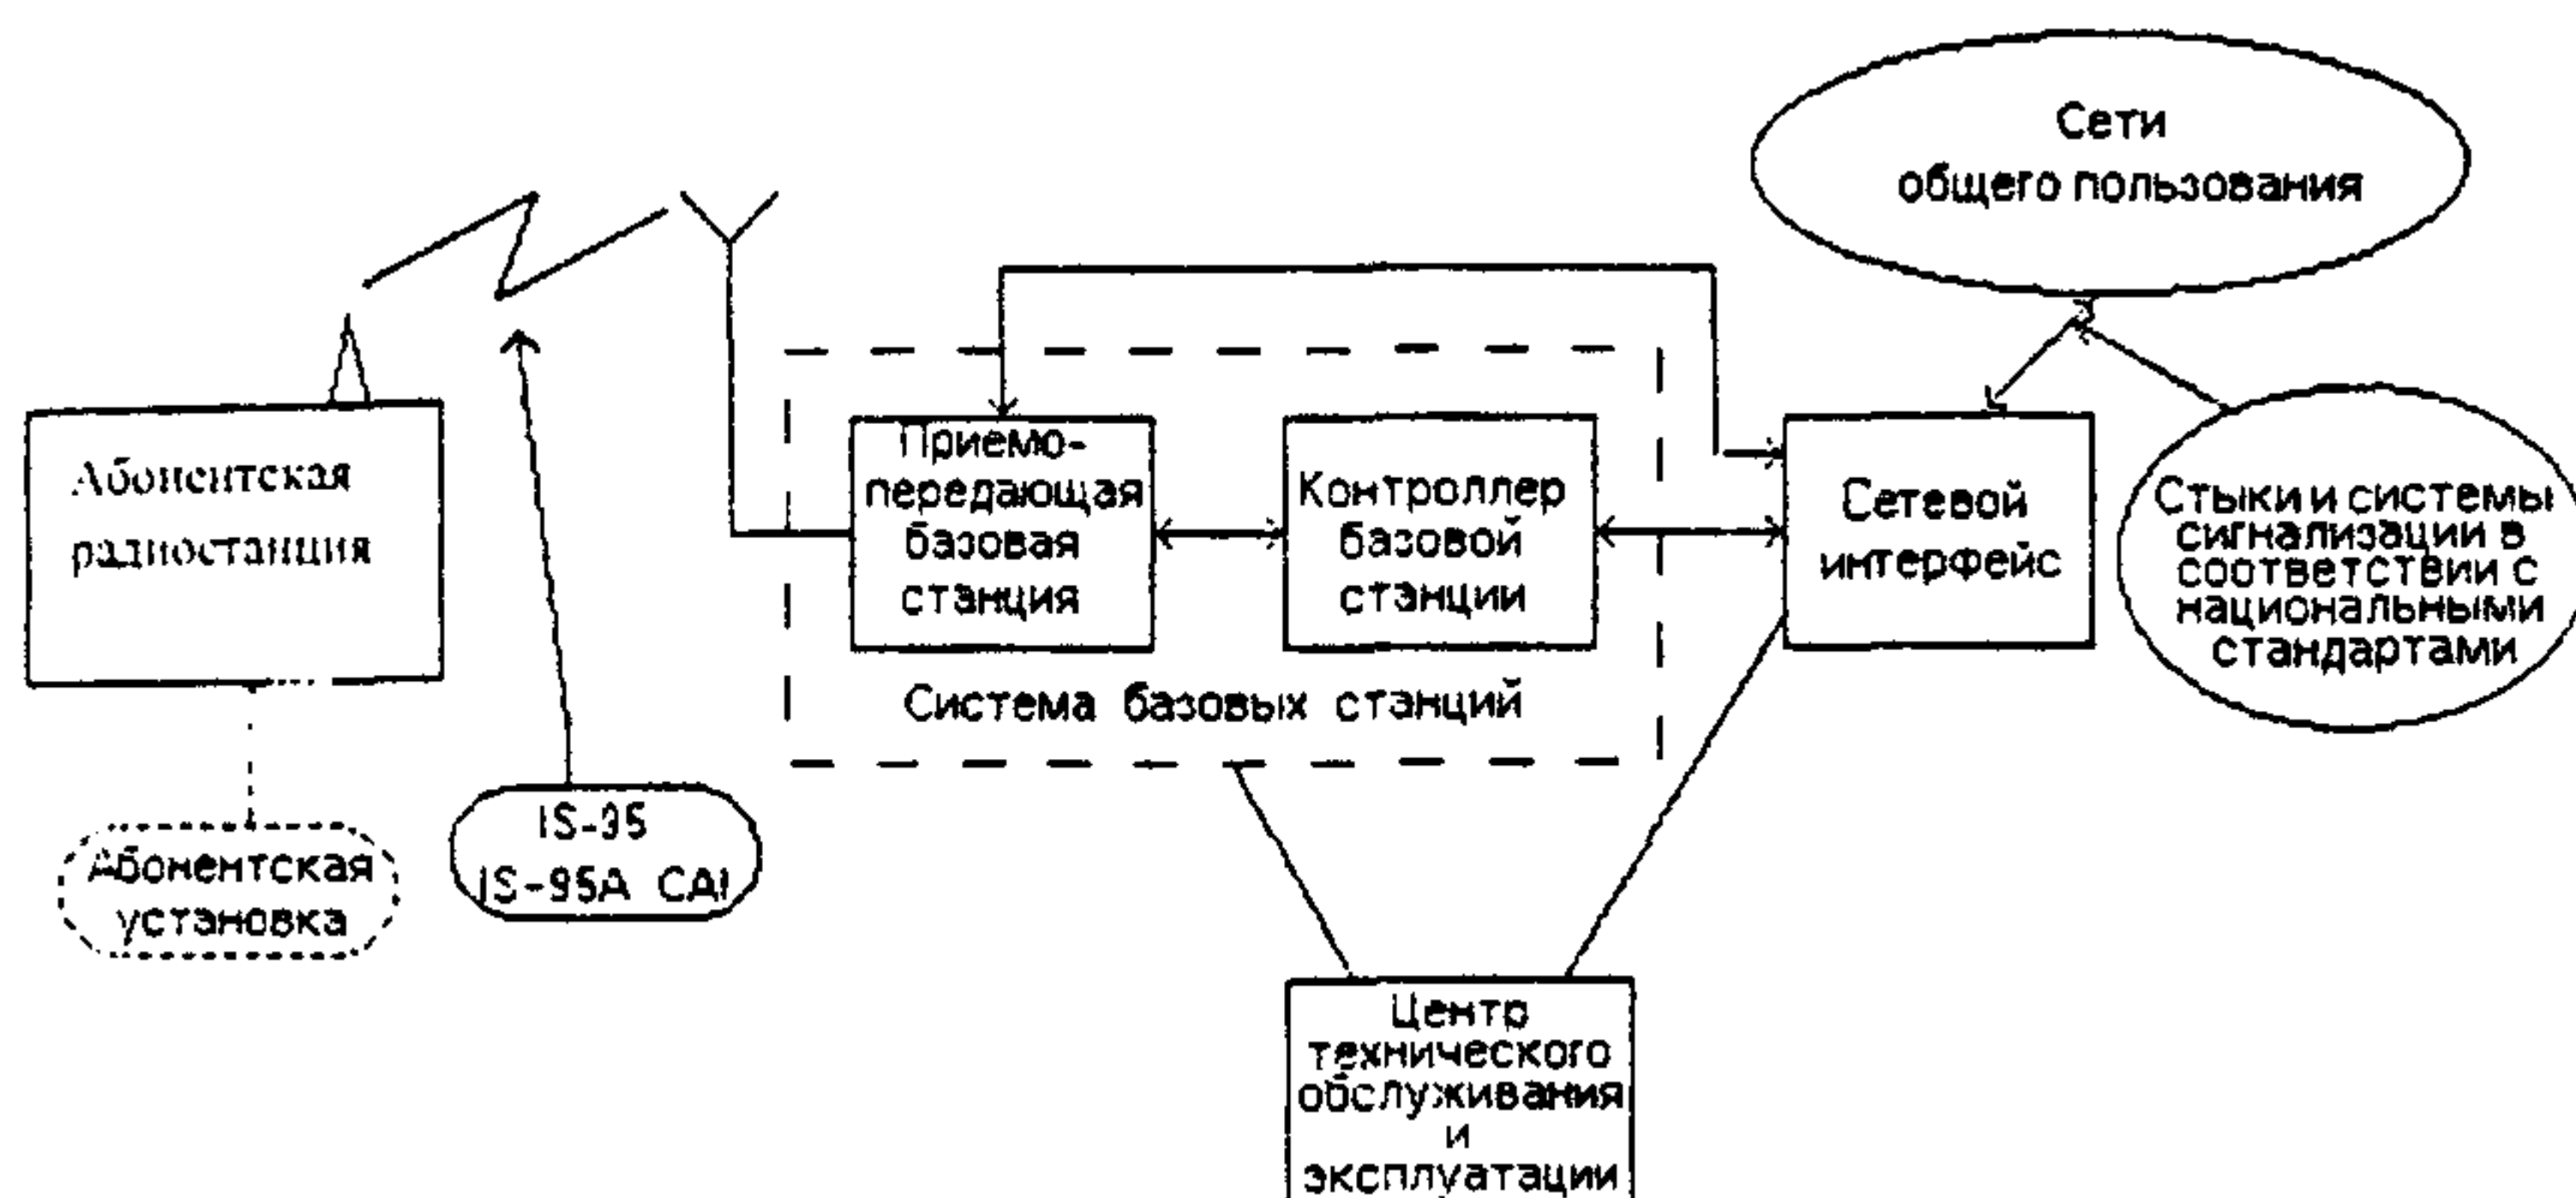 Сети
общего пользования
Абонентская
радиостанция
Приемо-
передающая
базовая
станция
Контроллер
базовой
станции
Сетевой
интерфейс
Стыки и системы
сигнализации в
соответствии с
национальными
стандартами
Система базовых станций
Абонентская
установка
IS-95
IS-95A CAI
Центр
технического
обслуживания
и
эксплуатации